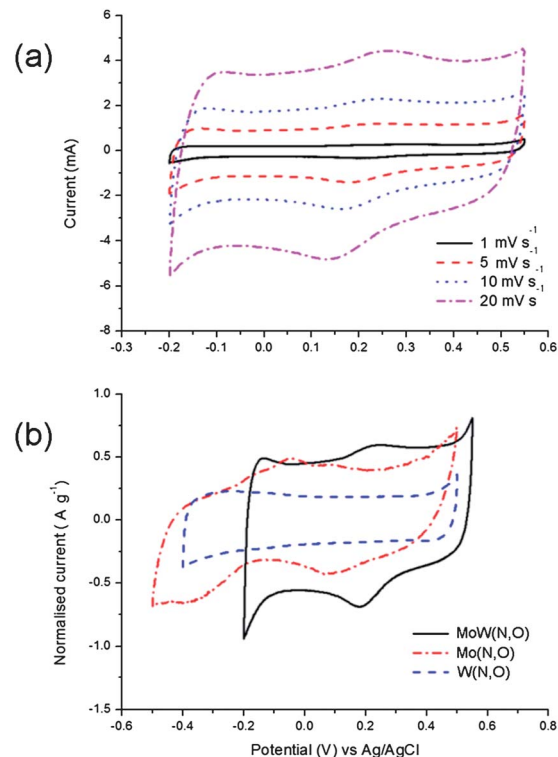 (a)
Current (mA)
6
4
2
0
-2
-4
-6
-8
1 mV s-1
5 mV s-1
10 mV s-1
20 mV s
-0.3 -0.2 -0.1 0.0 0.1 0.2 0.3 0.4 0.5 0.6
(b)
Normalised current ( A g-1)
1.0
0.5
0.0
-0.5
-1.0
-1.5
MoW(N,O)
Mo(N,O)
W(N,O)
-0.6 -0.4 -0.2 0.0 0.2 0.4 0.6 0.8
Potential (V) vs Ag/AgCl